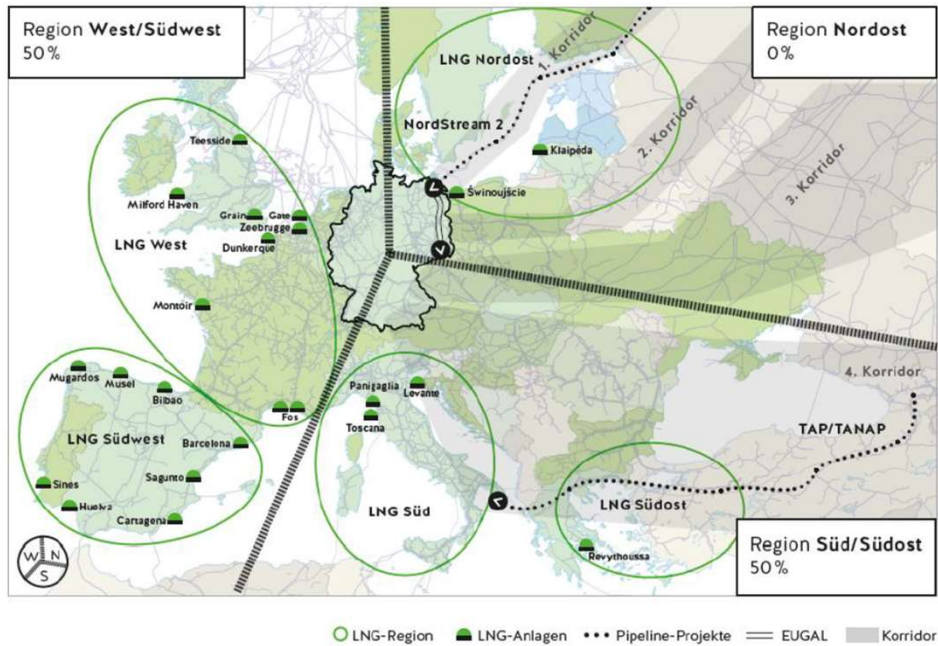 Region West/Südwest
50 %
Region Nordost
0 %
LNG Nordost
1. Korridor
NordStream 2
2. Korridor
3. Korridor
Teesside
Klaipėda
Milford Haven
Świnoujście
Grain
Gate
Zeebrugge
LNG West
Dunkerque
Montoir
4. Korridor
Mugardos
Musel
Bilbao
Panigaglia
Levante
Fos
Toscana
TAP/TANAP
LNG Südwest
Barcelona
Sagunto
Sines
Huelva
Cartagena
LNG Süd
LNG Südost
Revythoussa
Region Süd/Südost
50 %
W N
S
LNG-Region
LNG-Anlagen
Pipeline-Projekte
EUGAL
Korridor